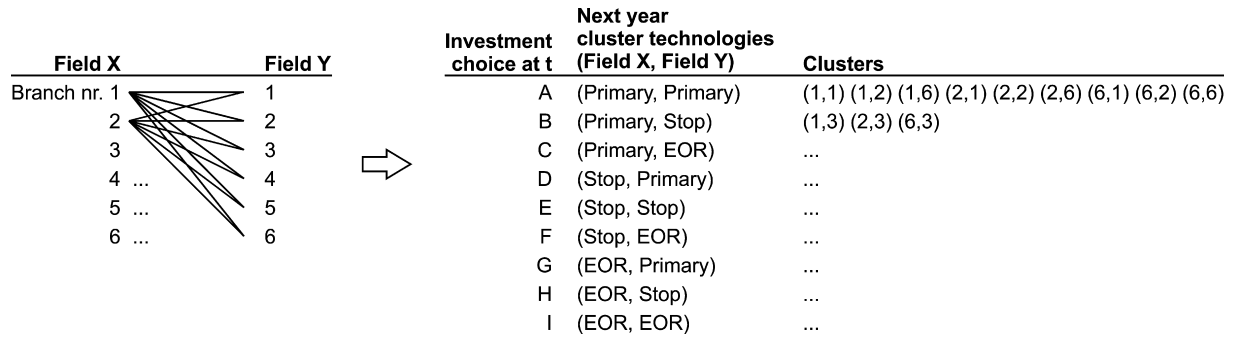 Field X Field Y
Branch nr. 1 1
2 2
3 3
4 ... 4
5 ... 5
6 ... 6
Investment choice at t Next year cluster technologies (Field X, Field Y) Clusters
A (Primary, Primary) (1,1) (1,2) (1,6) (2,1) (2,2) (2,6) (6,1) (6,2) (6,6)
B (Primary, Stop) (1,3) (2,3) (6,3)
C (Primary, EOR) ...
D (Stop, Primary) ...
E (Stop, Stop) ...
F (Stop, EOR) ...
G (EOR, Primary) ...
H (EOR, Stop) ...
I (EOR, EOR) ...